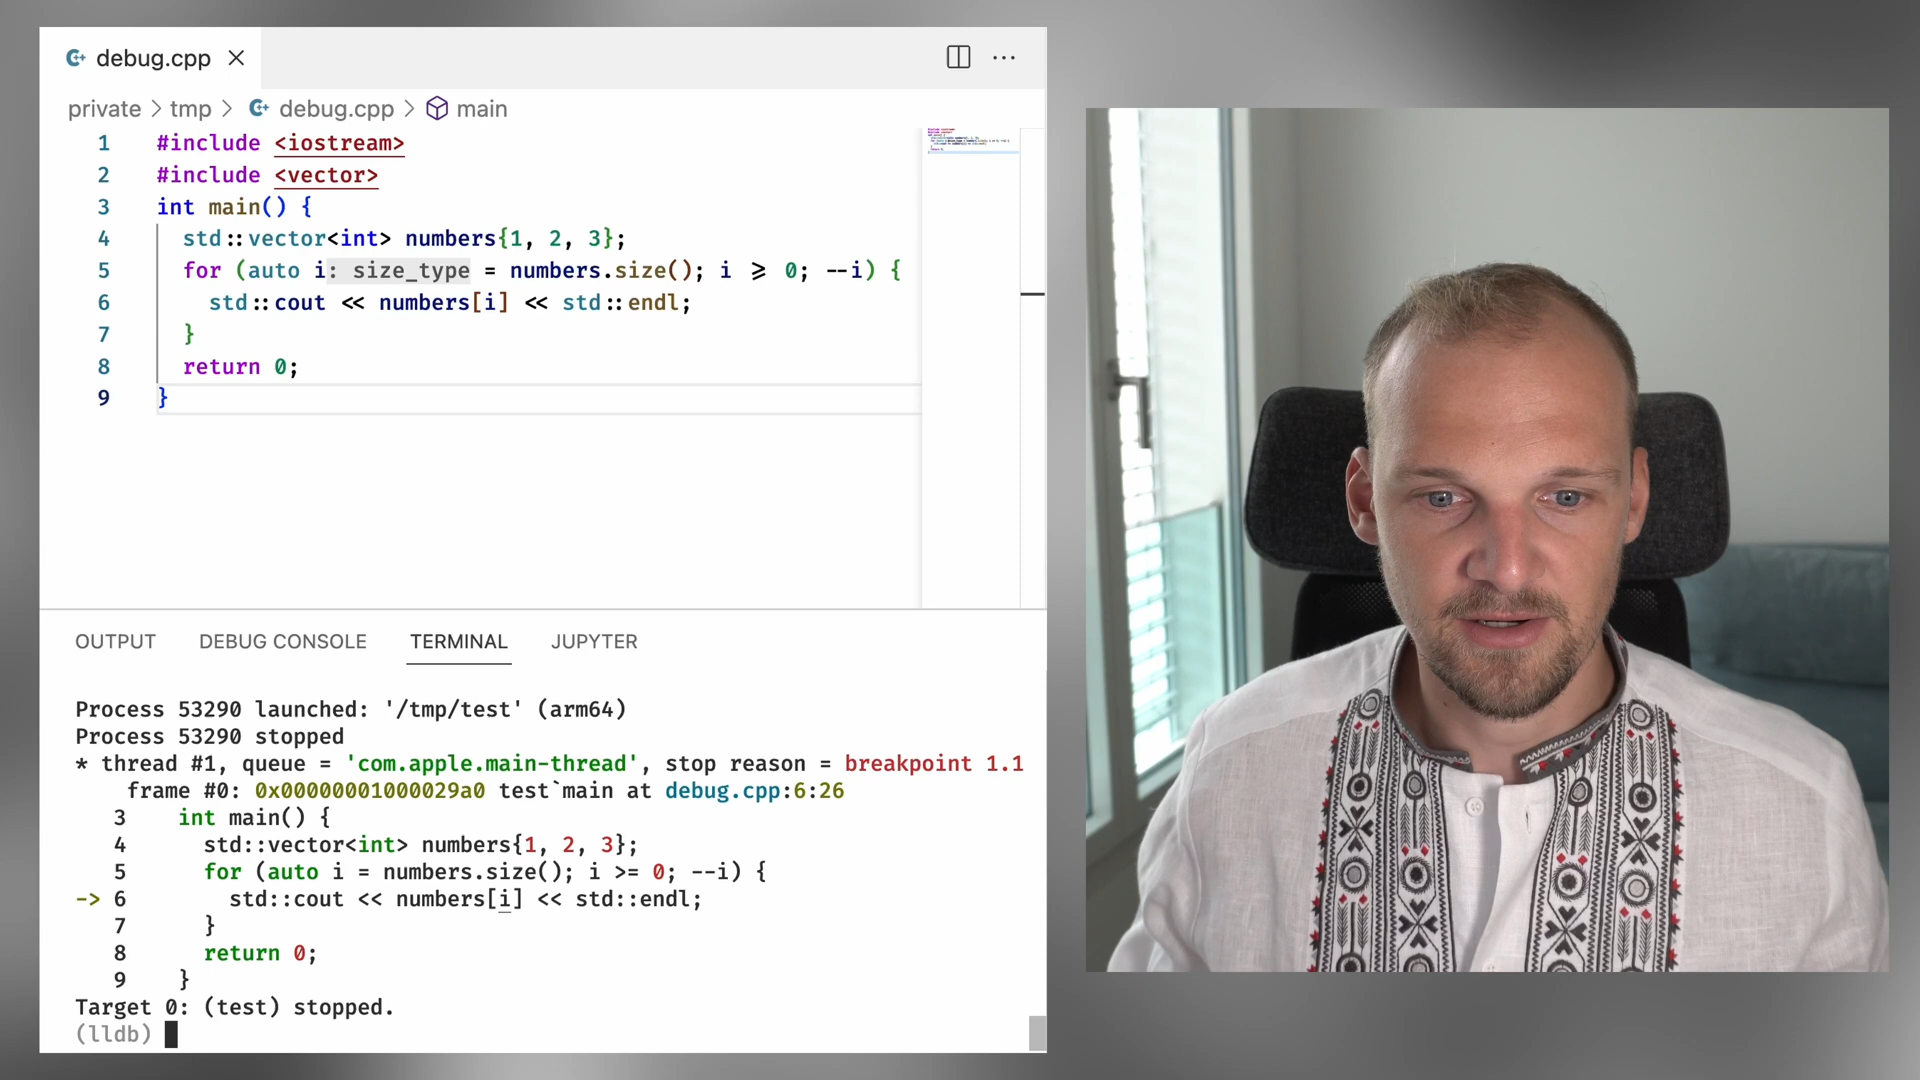 debug.cpp
private > tmp > debug.cpp > main
1 #include <iostream>
2 #include <vector>
3 int main() {
4 std::vector<int> numbers{1, 2, 3};
5 for (auto i: size_type = numbers.size(); i >= 0; --i) {
6 std::cout << numbers[i] << std::endl;
7 }
8 return 0;
9 }
OUTPUT DEBUG CONSOLE TERMINAL JUPYTER
Process 53290 launched: '/tmp/test' (arm64)
Process 53290 stopped
* thread #1, queue = 'com.apple.main-thread', stop reason = breakpoint 1.1
frame #0: 0x00000001000029a0 test`main at debug.cpp:6:26
3 int main() {
4 std::vector<int> numbers{1, 2, 3};
5 for (auto i = numbers.size(); i >= 0; --i) {
-> 6 std::cout << numbers[i] << std::endl;
7 }
8 return 0;
9 }
Target 0: (test) stopped.
(lldb)